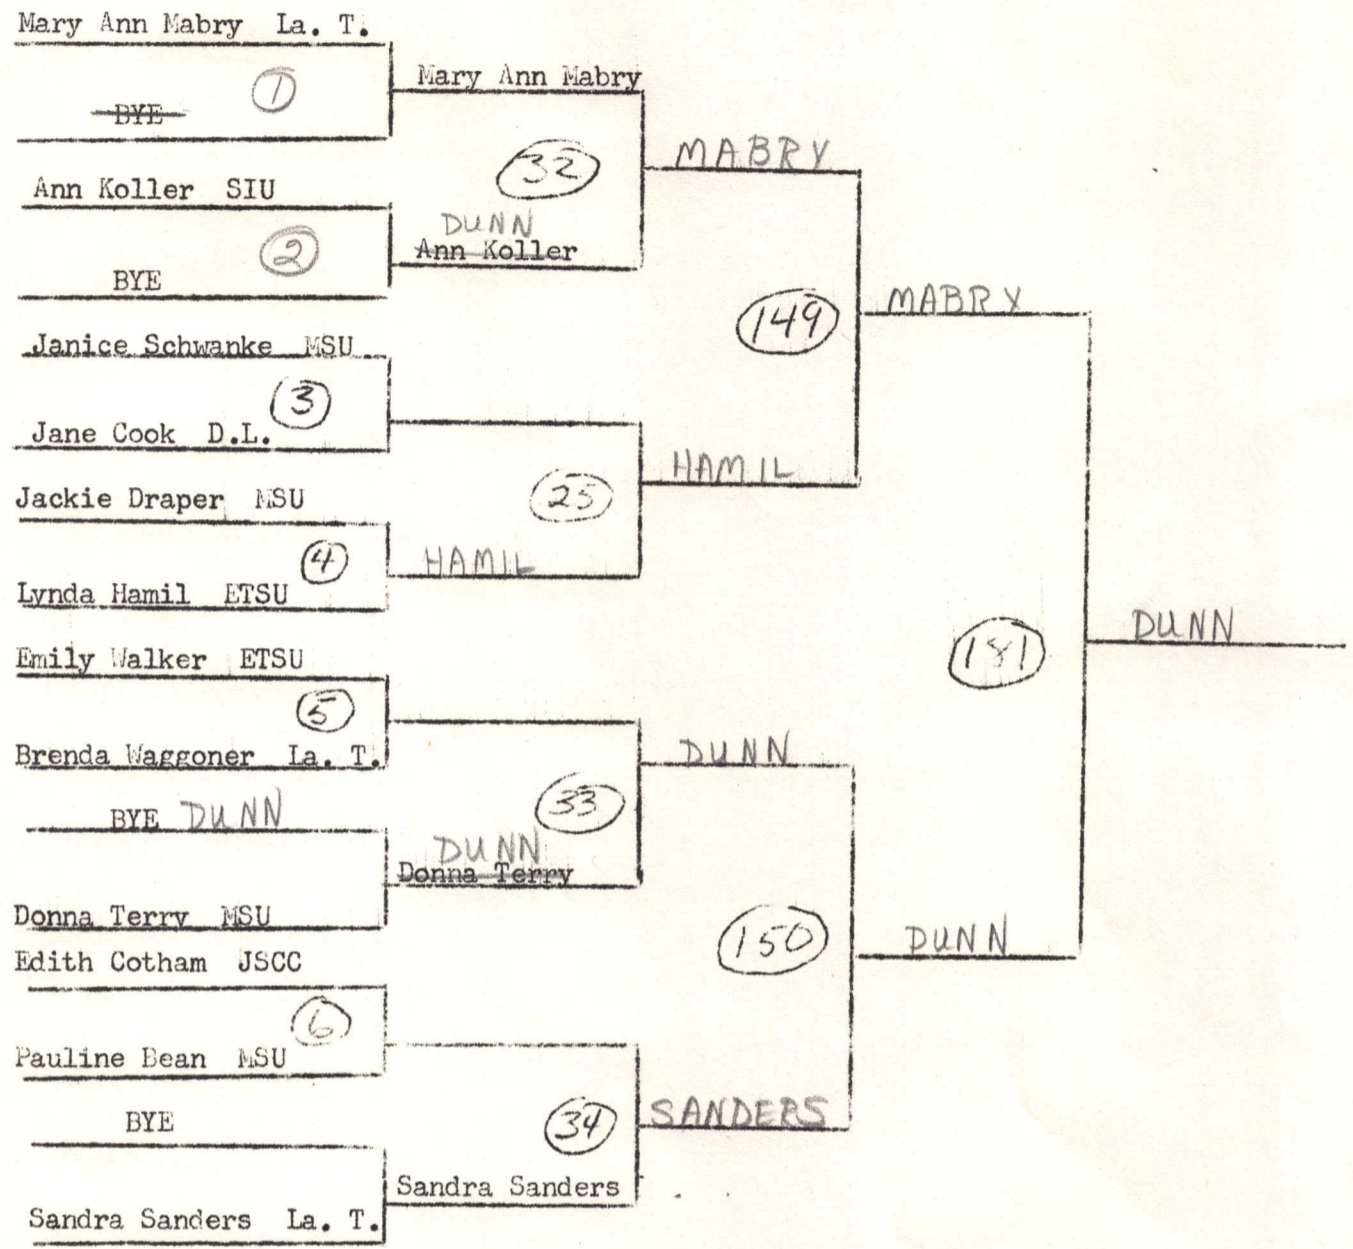 Mary Ann Mabry La. T.
1
BYE
Mary Ann Mabry
32
MABRY
Ann Koller SIU
2
BYE
DUNN
Ann Koller
149
MABRY
Janice Schwanke MSU
3
Jane Cook D.L.
25
HAMIL
Jackie Draper MSU
4
Lynda Hamil ETSU
HAMIL
181
DUNN
Emily Walker ETSU
5
Brenda Waggoner La. T.
33
DUNN
BYE DUNN
DUNN
Donna Terry
Donna Terry MSU
150
DUNN
Edith Cotham JSCC
6
Pauline Bean MSU
34
SANDERS
BYE
Sandra Sanders
Sandra Sanders La. T.